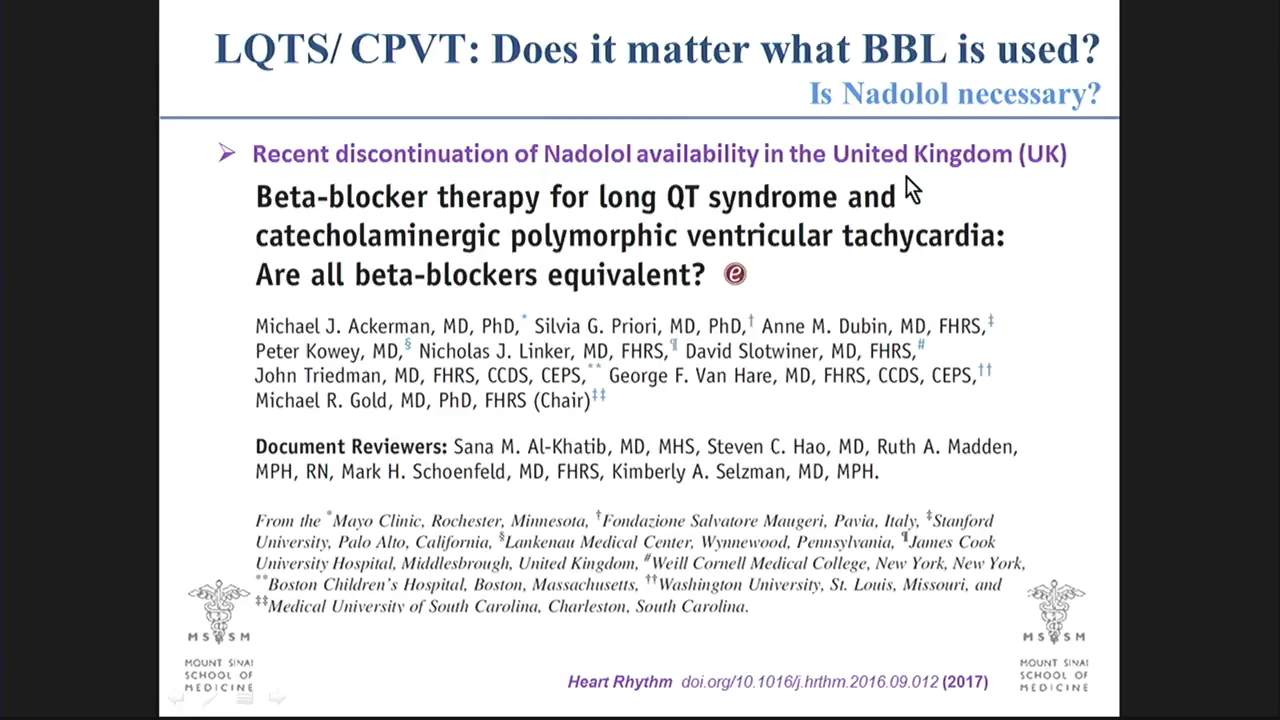 LQTS/ CPVT: Does it matter what BBL is used?
Is Nadolol necessary?
➢ Recent discontinuation of Nadolol availability in the United Kingdom (UK)
Beta-blocker therapy for long QT syndrome and
catecholaminergic polymorphic ventricular tachycardia:
Are all beta-blockers equivalent? e
Michael J. Ackerman, MD, PhD,* Silvia G. Priori, MD, PhD,† Anne M. Dubin, MD, FHRS,‡
Peter Kowey, MD,§ Nicholas J. Linker, MD, FHRS,¶ David Slotwiner, MD, FHRS,#
John Triedman, MD, FHRS, CCDS, CEPS,** George F. Van Hare, MD, FHRS, CCDS, CEPS,††
Michael R. Gold, MD, PhD, FHRS (Chair)‡‡
Document Reviewers: Sana M. Al-Khatib, MD, MHS, Steven C. Hao, MD, Ruth A. Madden,
MPH, RN, Mark H. Schoenfeld, MD, FHRS, Kimberly A. Selzman, MD, MPH.
From the *Mayo Clinic, Rochester, Minnesota, †Fondazione Salvatore Maugeri, Pavia, Italy, ‡Stanford
University, Palo Alto, California, §Lankenau Medical Center, Wynnewood, Pennsylvania, ¶James Cook
University Hospital, Middlesbrough, United Kingdom, #Weill Cornell Medical College, New York, New York,
**Boston Children's Hospital, Boston, Massachusetts, ††Washington University, St. Louis, Missouri, and
‡‡Medical University of South Carolina, Charleston, South Carolina.
MSSM
MOUNT SINAI
SCHOOL OF
MEDICINE
MSSM
MOUNT SINAI
SCHOOL OF
MEDICINE
Heart Rhythm doi.org/10.1016/j.hrthm.2016.09.012 (2017)